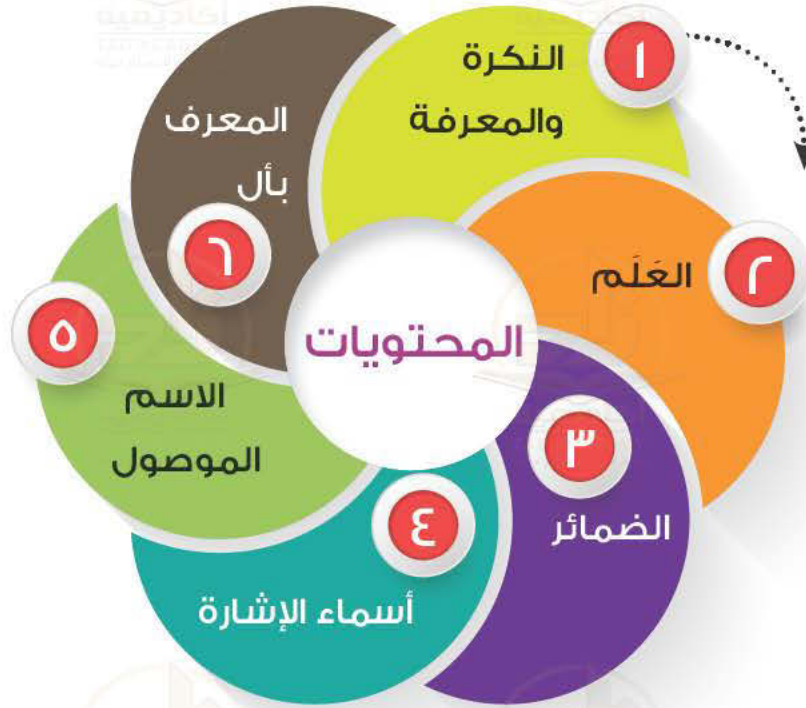 المحتويات
١
النكرة
والمعرفة
٢
العَلَم
٣
الضمائر
٤
أسماء الإشارة
٥
الاسم
الموصول
٦
المعرف
بأل